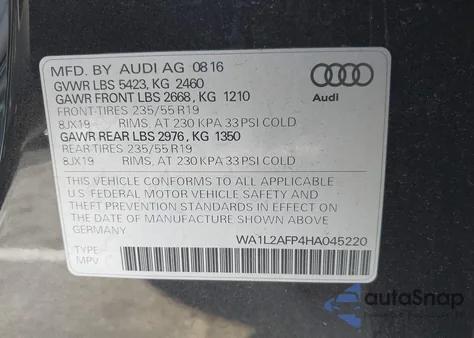 MFD. BY AUDI AG 08 16
GVWR LBS 5423, KG 2460
GAWR FRONT LBS 2668, KG 1210
FRONT-TIRES 235/55 R19
8JX19 RIMS, AT 230 KPA 33 PSI COLD
GAWR REAR LBS 2976, KG 1350
REAR TIRES 235/55 R19
8JX19 RIMS, AT 230 KPA 33 PSI COLD
Audi
THIS VEHICLE CONFORMS TO ALL APPLICABLE
U.S. FEDERAL MOTOR VEHICLE SAFETY AND
THEFT PREVENTION STANDARDS IN EFFECT ON
THE DATE OF MANUFACTURE SHOWN ABOVE.
GERMANY
WA1L2AFP4HA045220
TYPE:
MPV
autoSnap